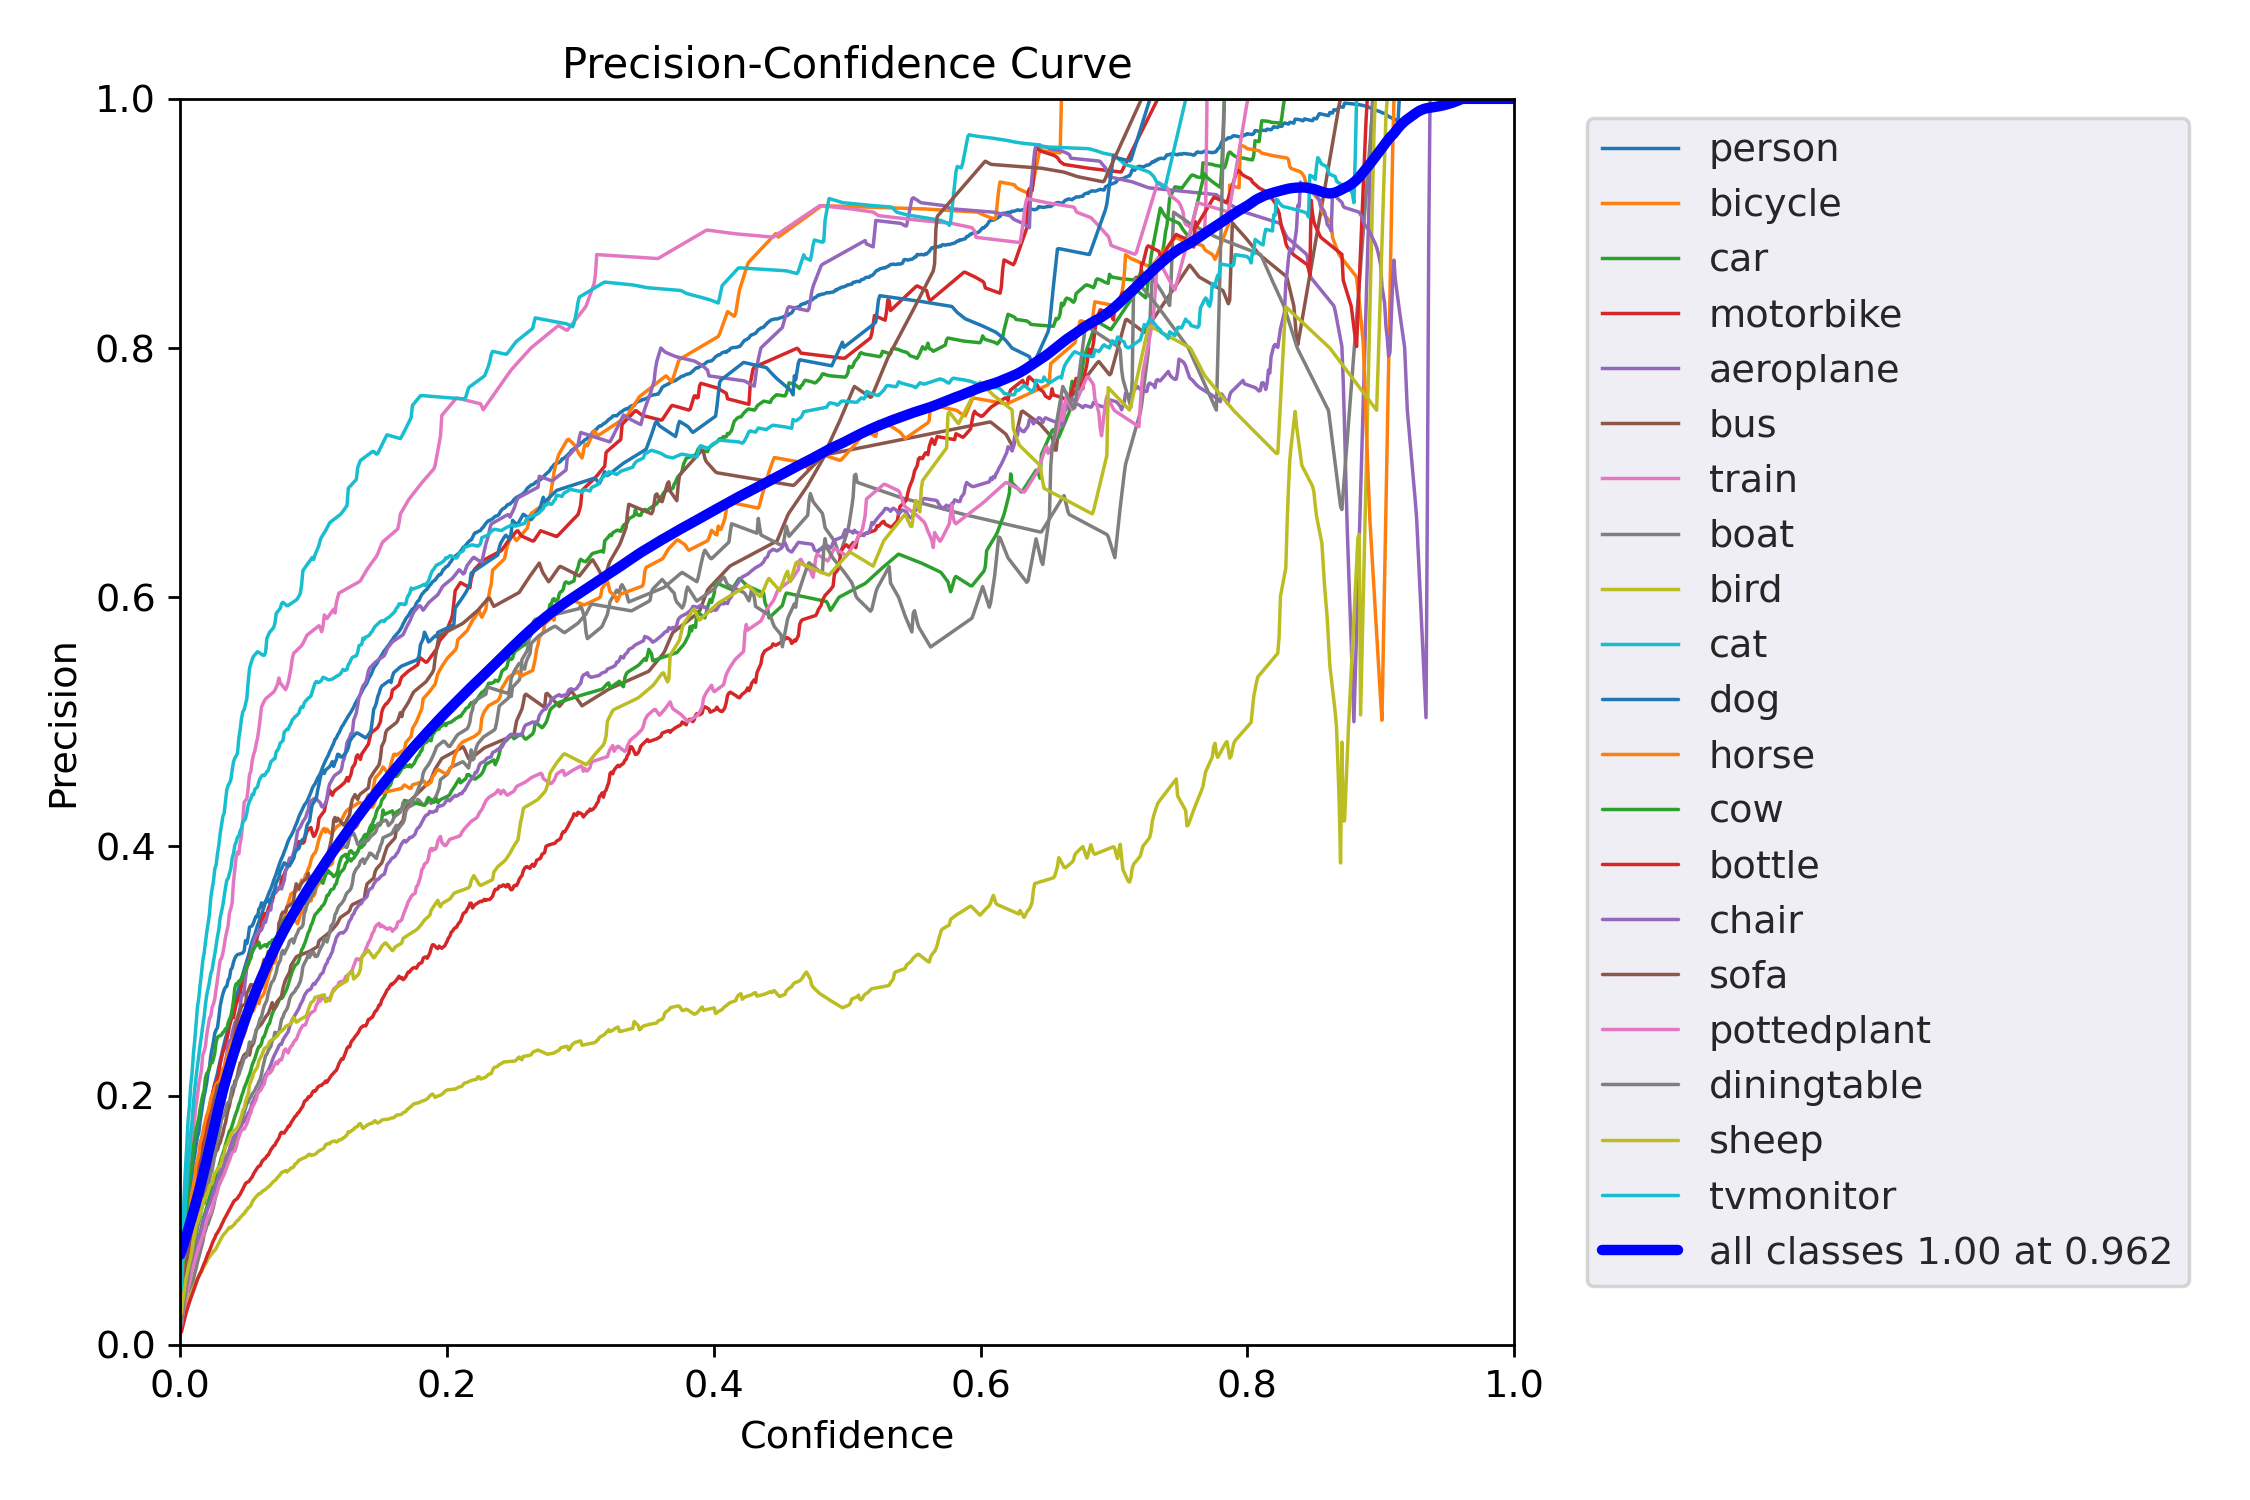 Precision-Confidence Curve
1.0
0.8
0.6
0.4
0.2
0.0
Precision
0.0 0.2 0.4 0.6 0.8 1.0
Confidence
person
bicycle
car
motorbike
aeroplane
bus
train
boat
bird
cat
dog
horse
cow
bottle
chair
sofa
pottedplant
diningtable
sheep
tvmonitor
all classes 1.00 at 0.962